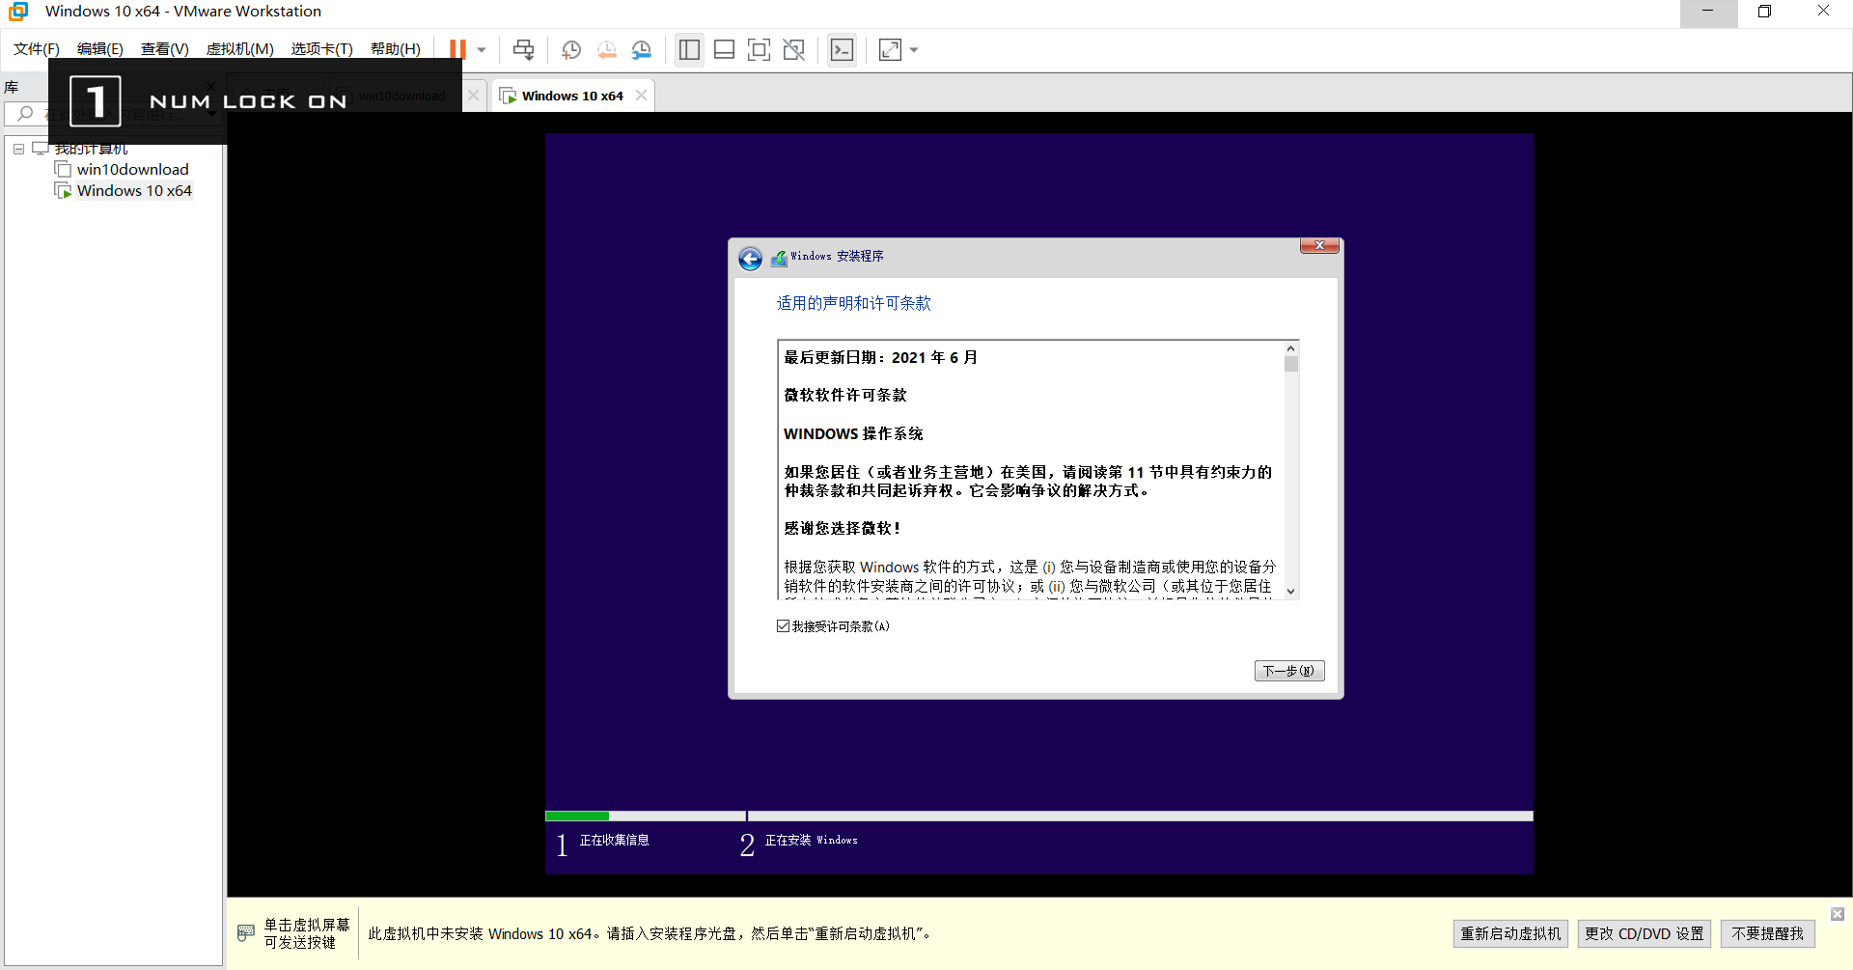 Windows 10 x64 - VMware Workstation
文件(F) 编辑(E) 查看(V) 虚拟机(M) 选项卡(T) 帮助(H)
库
1 NUM LOCK ON
win10download
Windows 10 x64
我的计算机
win10download
Windows 10 x64
Windows 安装程序
适用的声明和许可条款
最后更新日期：2021 年 6 月
微软软件许可条款
WINDOWS 操作系统
如果您居住（或者业务主营地）在美国，请阅读第 11 节中具有约束力的
仲裁条款和共同起诉弃权。它会影响争议的解决方式。
感谢您选择微软！
根据您获取 Windows 软件的方式，这是 (i) 您与设备制造商或使用您的设备分
销软件的软件安装商之间的许可协议；或 (ii) 您与微软公司（或其位于您居住
我接受许可条款(A)
下一步(N)
1 正在收集信息
2 正在安装 Windows
单击虚拟屏幕
可发送按键
此虚拟机中未安装 Windows 10 x64。请插入安装程序光盘，然后单击“重新启动虚拟机”。
重新启动虚拟机
更改 CD/DVD 设置
不要提醒我